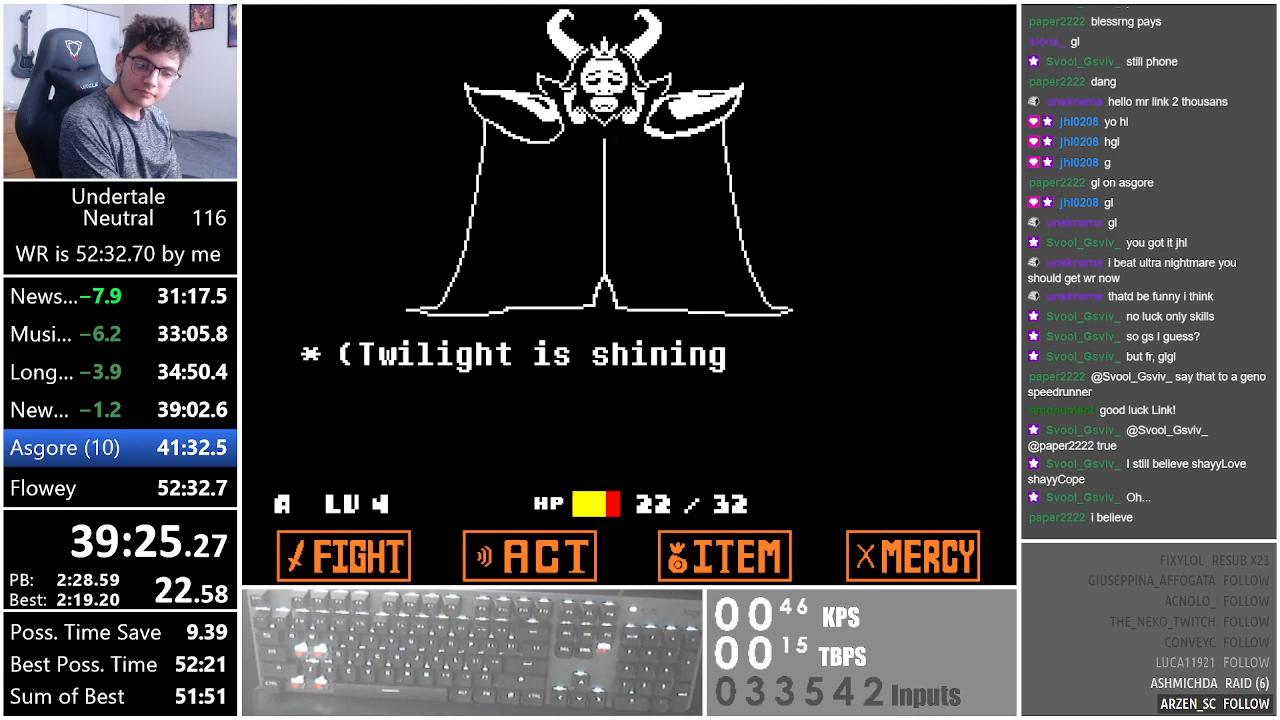 Undertale
Neutral 116
WR is 52:32.70 by me
News... −7.9 31:17.5
Musi... −6.2 33:05.8
Long... −3.9 34:50.4
New... −1.2 39:02.6
Asgore (10) 41:32.5
Flowey 52:32.7
39:25.27
PB: 2:28.59
Best: 2:19.20
22.58
Poss. Time Save 9.39
Best Poss. Time 52:21
Sum of Best 51:51
* (Twilight is shining
A LV 4 HP 22 / 32
FIGHT ACT ITEM MERCY
00 46 KPS
00 15 TBPS
033542 Inputs
paper2222 blessrng pays
gl
Svool_Gsviv_ still phone
paper2222 dang
hello mr link 2 thousans
jhl0208 yo hl
jhl0208 hgl
jhl0208 g
paper2222 gl on asgore
jhl0208 gl
gl
Svool_Gsviv_ you got it jhl
i beat ultra nightmare you
should get wr now
thatd be funny i think
Svool_Gsviv_ no luck only skills
Svool_Gsviv_ so gs I guess?
Svool_Gsviv_ but fr, glgl
paper2222 @Svool_Gsviv_ say that to a geno
speedrunner
good luck Link!
Svool_Gsviv_ @Svool_Gsviv_
@paper2222 true
Svool_Gsviv_ I still believe shayyLove
shayyCope
Svool_Gsviv_ Oh...
paper2222 i believe
FIXYLOL RESUB X23
GIUSEPPINA_AFFOGATA FOLLOW
ACNOLO_ FOLLOW
THE_NEKO_TWITCH FOLLOW
CONVEYC FOLLOW
LUCA11921 FOLLOW
ASHMICHDA RAID (6)
ARZEN_SC FOLLOW